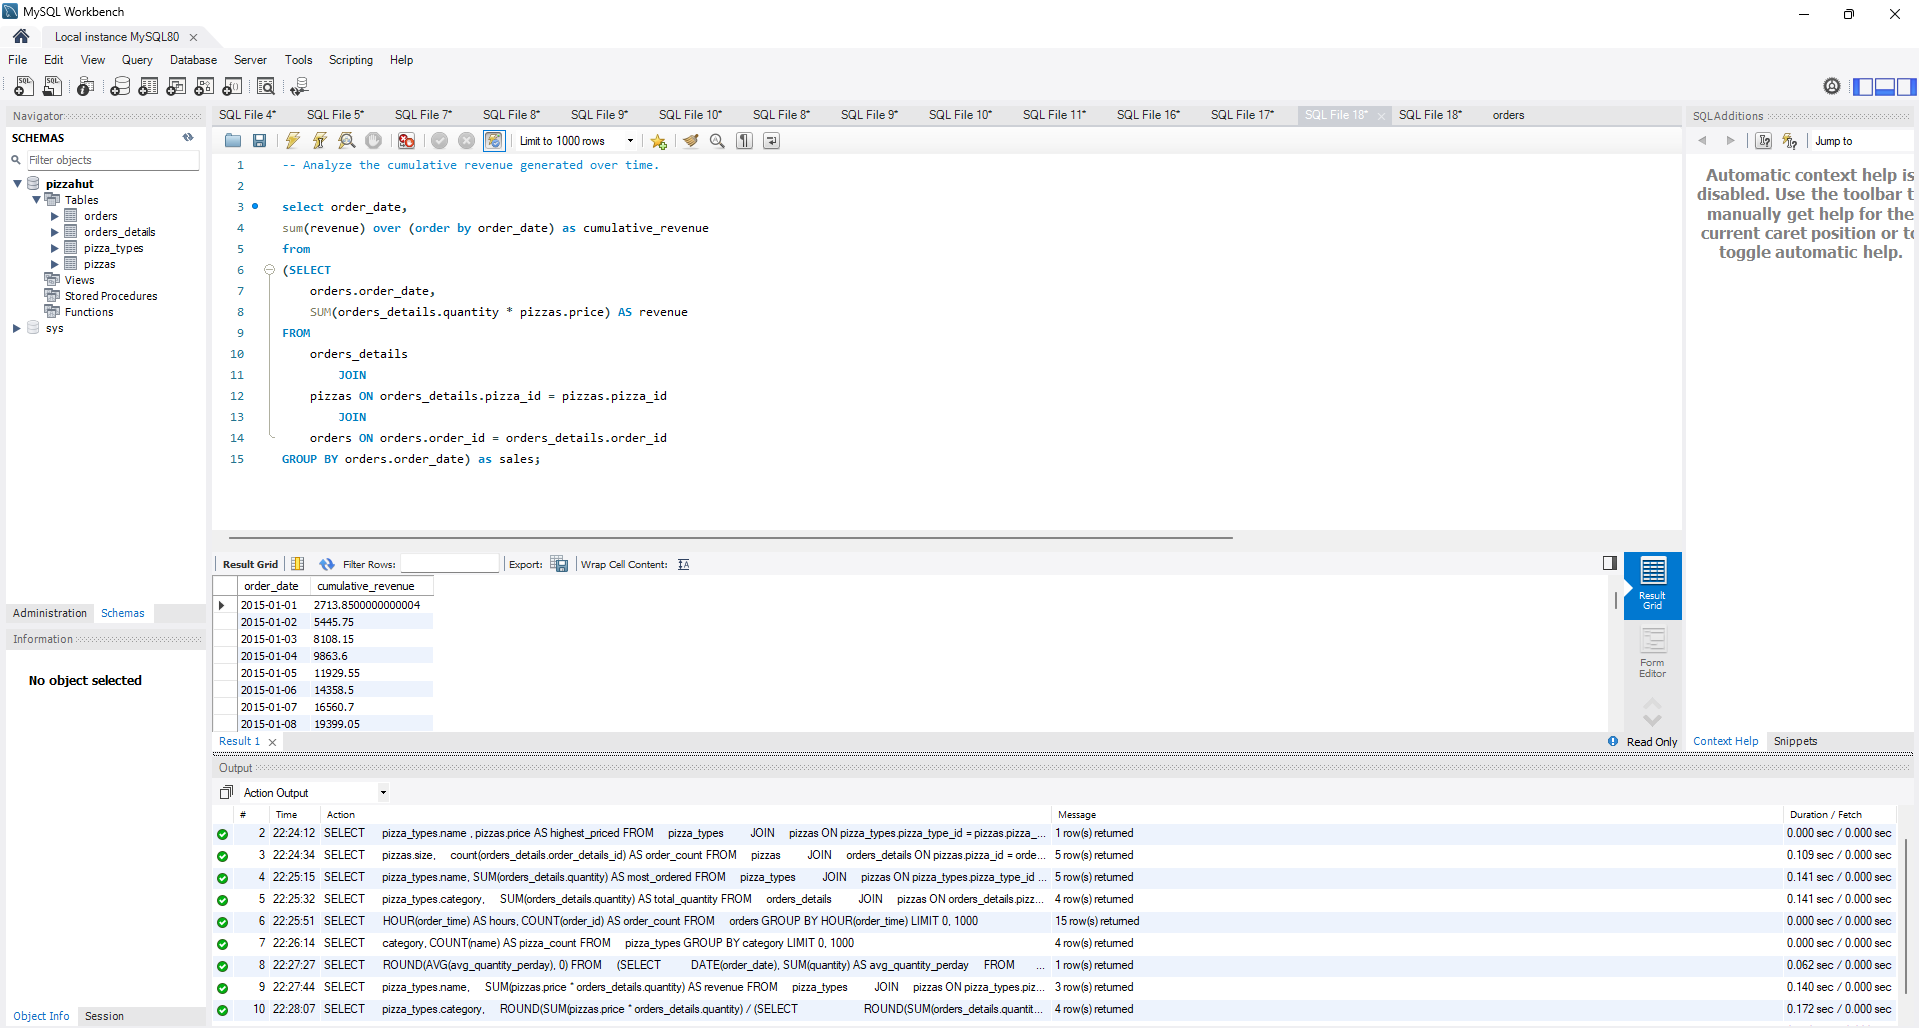 MySQL Workbench
Local instance MySQL80
File Edit View Query Database Server Tools Scripting Help
Navigator
SCHEMAS
Filter objects
pizzahut
Tables
orders
orders_details
pizza_types
pizzas
Views
Stored Procedures
Functions
sys
Administration Schemas
Information
No object selected
Object Info Session
SQL File 4* SQL File 5* SQL File 7* SQL File 8* SQL File 9* SQL File 10* SQL File 8* SQL File 9* SQL File 10* SQL File 11* SQL File 16* SQL File 17* SQL File 18* SQL File 18* orders
Limit to 1000 rows
1 -- Analyze the cumulative revenue generated over time.
2
3 select order_date,
4 sum(revenue) over (order by order_date) as cumulative_revenue
5 from
6 (SELECT
7 orders.order_date,
8 SUM(orders_details.quantity * pizzas.price) AS revenue
9 FROM
10 orders_details
11 JOIN
12 pizzas ON orders_details.pizza_id = pizzas.pizza_id
13 JOIN
14 orders ON orders.order_id = orders_details.order_id
15 GROUP BY orders.order_date) as sales;
Result Grid Filter Rows: Export: Wrap Cell Content:
order_date cumulative_revenue
2015-01-01 2713.8500000000004
2015-01-02 5445.75
2015-01-03 8108.15
2015-01-04 9863.6
2015-01-05 11929.55
2015-01-06 14358.5
2015-01-07 16560.7
2015-01-08 19399.05
Result Grid
Form Editor
Result 1
Read Only
SQLAdditions
Jump to
Automatic context help is
disabled. Use the toolbar t
manually get help for the
current caret position or to
toggle automatic help.
Context Help Snippets
Output
Action Output
# Time Action Message Duration / Fetch
2 22:24:12 SELECT pizza_types.name , pizzas.price AS highest_priced FROM pizza_types JOIN pizzas ON pizza_types.pizza_type_id = pizzas.pizza_... 1 row(s) returned 0.000 sec / 0.000 sec
3 22:24:34 SELECT pizzas.size, count(orders_details.order_details_id) AS order_count FROM pizzas JOIN orders_details ON pizzas.pizza_id = orde... 5 row(s) returned 0.109 sec / 0.000 sec
4 22:25:15 SELECT pizza_types.name, SUM(orders_details.quantity) AS most_ordered FROM pizza_types JOIN pizzas ON pizza_types.pizza_type_id ... 5 row(s) returned 0.141 sec / 0.000 sec
5 22:25:32 SELECT pizza_types.category, SUM(orders_details.quantity) AS total_quantity FROM orders_details JOIN pizzas ON orders_details.pizz... 4 row(s) returned 0.141 sec / 0.000 sec
6 22:25:51 SELECT HOUR(order_time) AS hours, COUNT(order_id) AS order_count FROM orders GROUP BY HOUR(order_time) LIMIT 0, 1000 15 row(s) returned 0.000 sec / 0.000 sec
7 22:26:14 SELECT category, COUNT(name) AS pizza_count FROM pizza_types GROUP BY category LIMIT 0, 1000 4 row(s) returned 0.000 sec / 0.000 sec
8 22:27:27 SELECT ROUND(AVG(avg_quantity_perday), 0) FROM (SELECT DATE(order_date), SUM(quantity) AS avg_quantity_perday FROM ... 1 row(s) returned 0.062 sec / 0.000 sec
9 22:27:44 SELECT pizza_types.name, SUM(pizzas.price * orders_details.quantity) AS revenue FROM pizza_types JOIN pizzas ON pizza_types.piz... 3 row(s) returned 0.140 sec / 0.000 sec
10 22:28:07 SELECT pizza_types.category, ROUND(SUM(pizzas.price * orders_details.quantity) / (SELECT ROUND(SUM(orders_details.quantit... 4 row(s) returned 0.172 sec / 0.000 sec